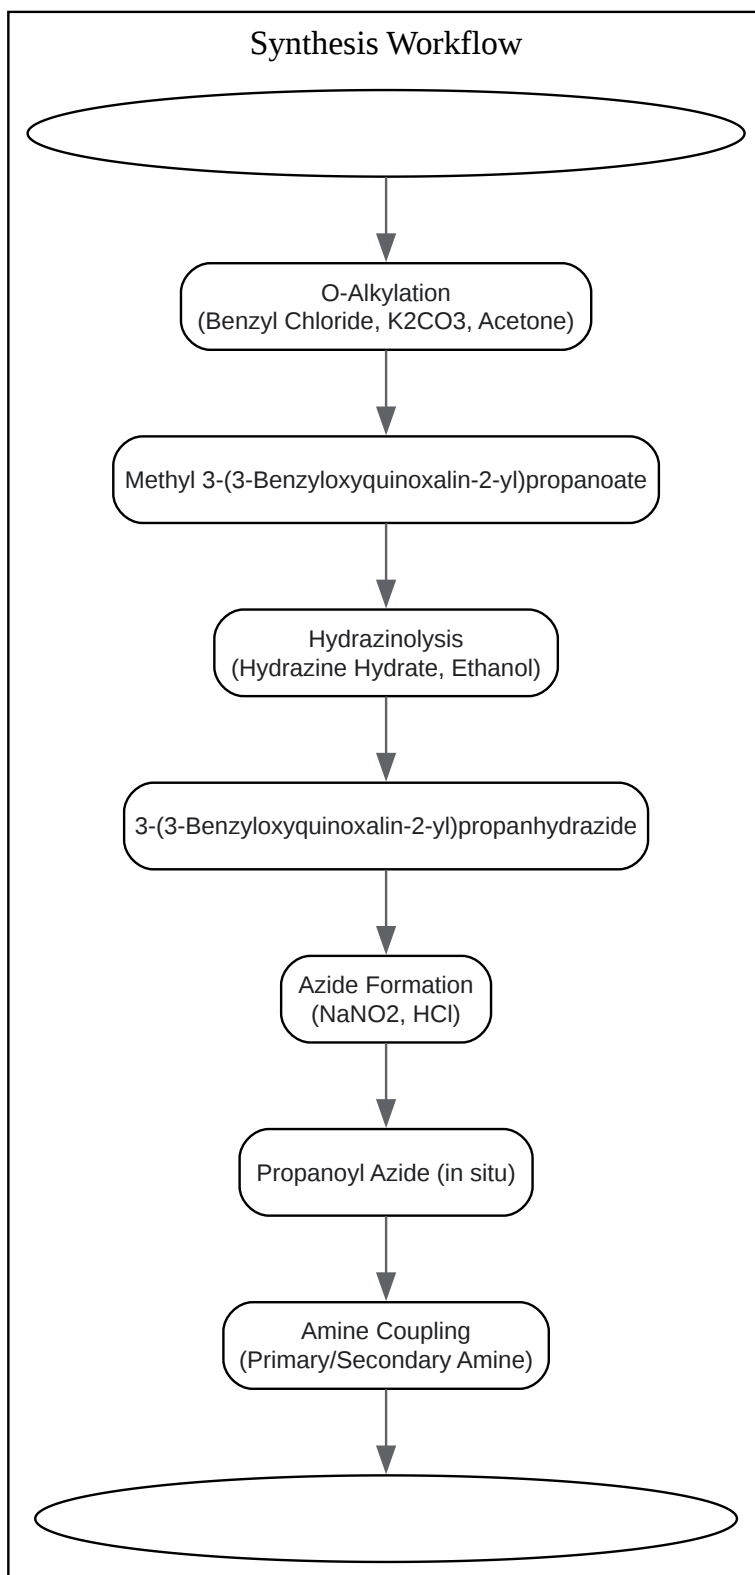 Synthesis Workflow
O-Alkylation
(Benzyl Chloride, K2CO3, Acetone)
Methyl 3-(3-Benzyloxyquinoxalin-2-yl)propanoate
Hydrazinolysis
(Hydrazine Hydrate, Ethanol)
3-(3-Benzyloxyquinoxalin-2-yl)propanhydrazide
Azide Formation
(NaNO2, HCl)
Propanoyl Azide (in situ)
Amine Coupling
(Primary/Secondary Amine)